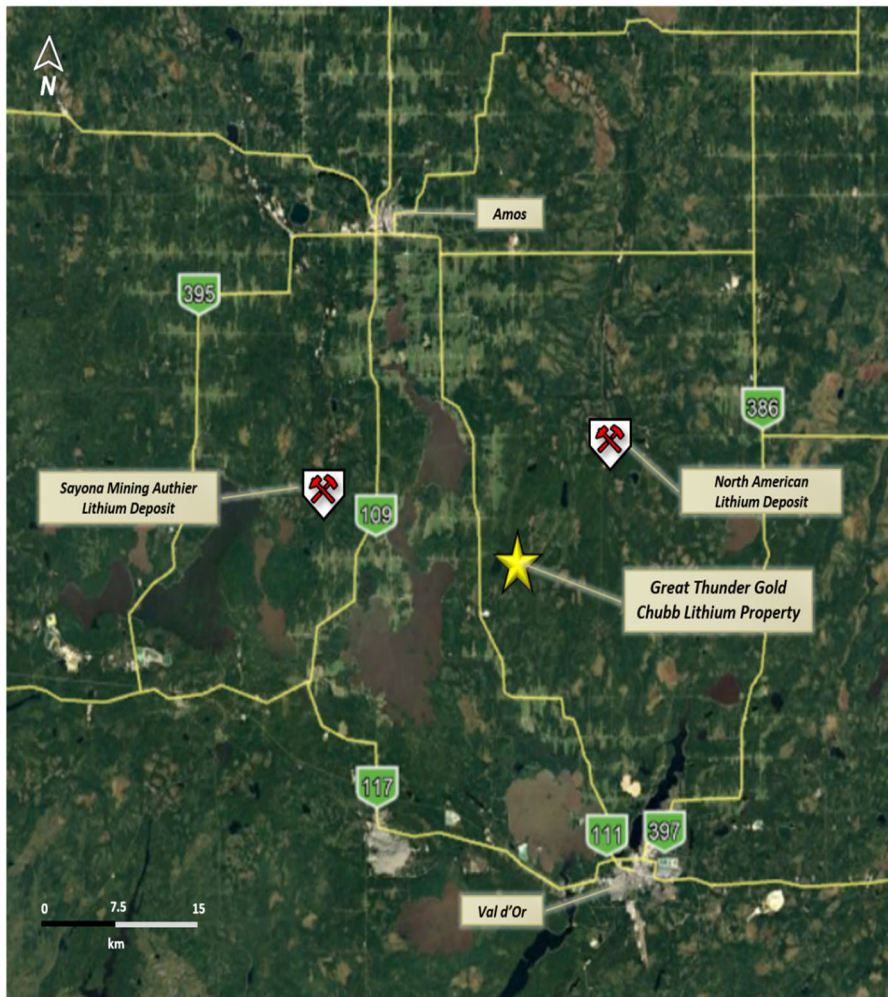 N
Amos
395
386
Sayona Mining Authier
Lithium Deposit
North American
Lithium Deposit
109
Great Thunder Gold
Chubb Lithium Property
117
111
397
Val d’Or
0 7.5 15
km